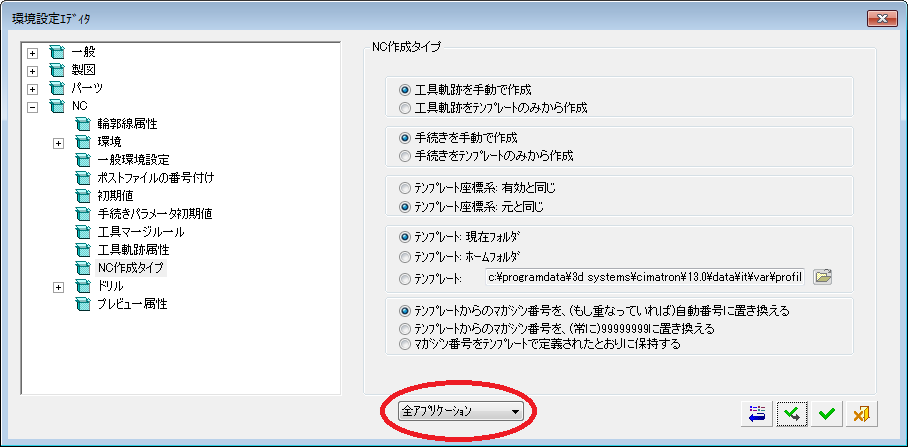 環境設定ｴﾃﾞｨﾀ
一般
製図
ﾊﾟｰﾂ
NC
輪郭線属性
環境
一般環境設定
ﾎﾟｽﾄﾌｧｲﾙの番号付け
初期値
手続きﾊﾟﾗﾒｰﾀ初期値
工具ﾏｰｼﾞﾙｰﾙ
工具軌跡属性
NC作成ﾀｲﾌﾟ
ﾄﾞﾘﾙ
ﾌﾟﾚﾋﾞｭｰ属性
NC作成ﾀｲﾌﾟ
工具軌跡を手動で作成
工具軌跡をﾃﾝﾌﾟﾚｰﾄのみから作成
手続きを手動で作成
手続きをﾃﾝﾌﾟﾚｰﾄのみから作成
ﾃﾝﾌﾟﾚｰﾄ座標系: 有効と同じ
ﾃﾝﾌﾟﾚｰﾄ座標系: 元と同じ
ﾃﾝﾌﾟﾚｰﾄ: 現在ﾌｫﾙﾀﾞ
ﾃﾝﾌﾟﾚｰﾄ: ﾎｰﾑﾌｫﾙﾀﾞ
ﾃﾝﾌﾟﾚｰﾄ: c:¥programdata¥3d systems¥cimatron¥13.0¥data¥it¥var¥profil
ﾃﾝﾌﾟﾚｰﾄからのﾏｶﾞｼﾞﾝ番号を、(もし重なっていれば)自動番号に置き換える
ﾃﾝﾌﾟﾚｰﾄからのﾏｶﾞｼﾞﾝ番号を、(常に)99999999に置き換える
ﾏｶﾞｼﾞﾝ番号をﾃﾝﾌﾟﾚｰﾄで定義されたとおりに保持する
全ｱﾌﾟﾘｹｰｼｮﾝ